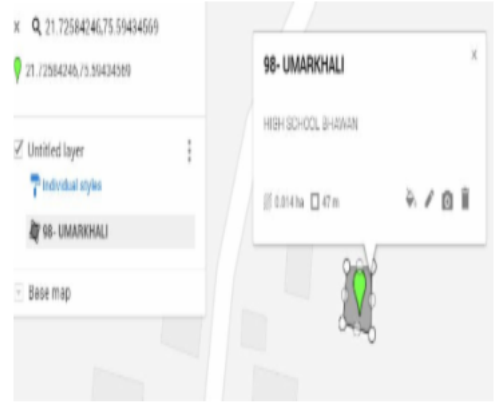 × 21.72584246,75.59434569
21.72584246,75.59434569
Untitled layer
Individual styles
98- UMARKHALI
Base map
98- UMARKHALI ×
HIGH SCHOOL BHAWAN
0.014 ha 47 m